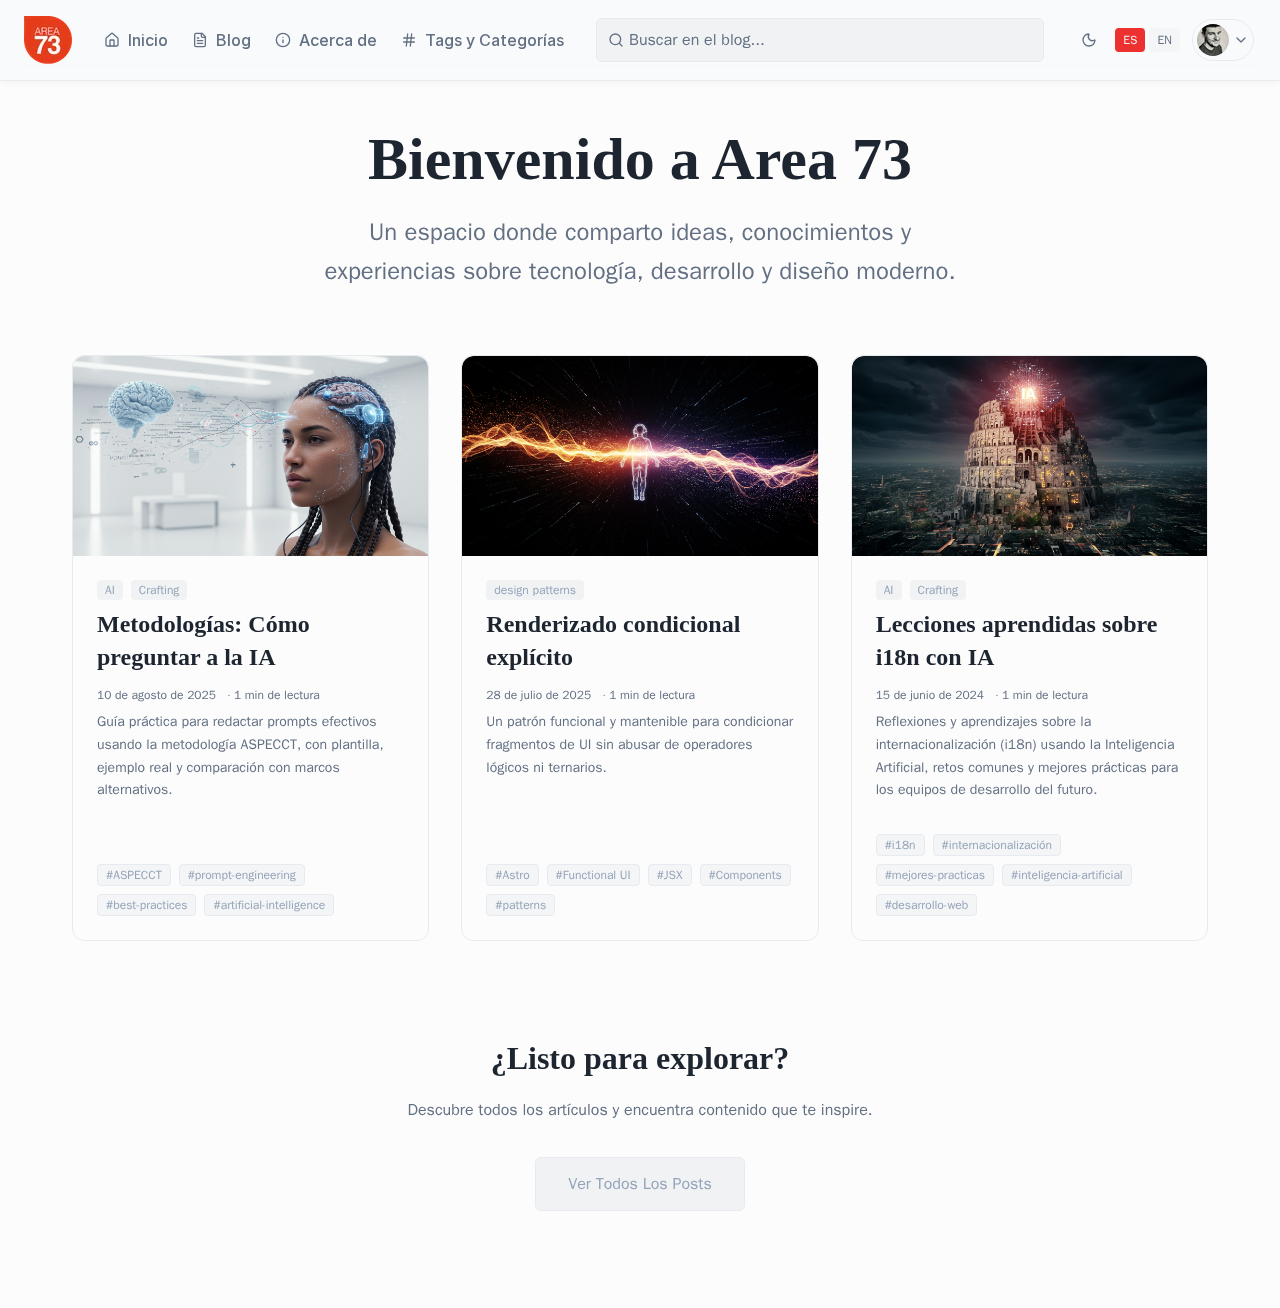 AREA
73
Inicio
Blog
Acerca de
Tags y Categorías
Buscar en el blog...
ES
EN
Bienvenido a Area 73
Un espacio donde comparto ideas, conocimientos y
experiencias sobre tecnología, desarrollo y diseño moderno.
AI
Crafting
Metodologías: Cómo
preguntar a la IA
10 de agosto de 2025 · 1 min de lectura
Guía práctica para redactar prompts efectivos
usando la metodología ASPECCT, con plantilla,
ejemplo real y comparación con marcos
alternativos.
#ASPECCT
#prompt-engineering
#best-practices
#artificial-intelligence
design patterns
Renderizado condicional
explícito
28 de julio de 2025 · 1 min de lectura
Un patrón funcional y mantenible para condicionar
fragmentos de UI sin abusar de operadores
lógicos ni ternarios.
#Astro
#Functional UI
#JSX
#Components
#patterns
IA
AI
Crafting
Lecciones aprendidas sobre
i18n con IA
15 de junio de 2024 · 1 min de lectura
Reflexiones y aprendizajes sobre la
internacionalización (i18n) usando la Inteligencia
Artificial, retos comunes y mejores prácticas para
los equipos de desarrollo del futuro.
#i18n
#internacionalización
#mejores-practicas
#inteligencia-artificial
#desarrollo-web
¿Listo para explorar?
Descubre todos los artículos y encuentra contenido que te inspire.
Ver Todos Los Posts